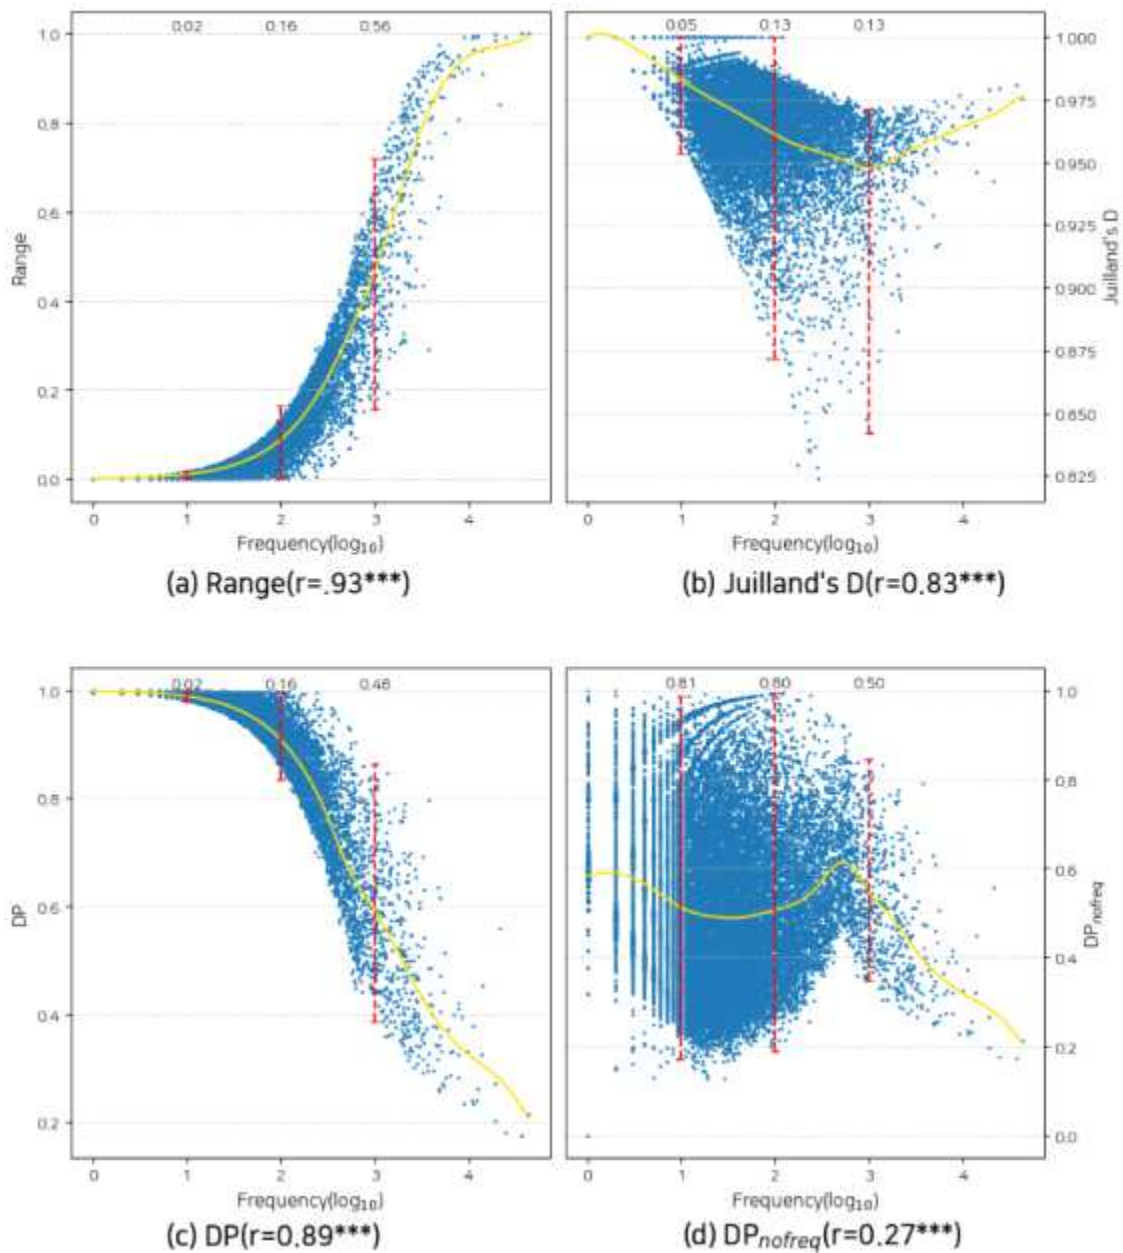 0.02 0.16 0.56
1.0
0.8
0.6
0.4
0.2
0.0
Range
0 1 2 3 4
Frequency(log10)
(a) Range(r=.93***)
0.05 0.13 0.13
1.000
0.975
0.950
0.925
0.900
0.875
0.850
0.825
Juilland's D
0 1 2 3 4
Frequency(log10)
(b) Juilland's D(r=0.83***)
0.02 0.16 0.48
1.0
0.8
0.6
0.4
0.2
DP
0 1 2 3 4
Frequency(log10)
(c) DP(r=0.89***)
0.81 0.80 0.50
1.0
0.8
0.6
0.4
0.2
0.0
DPnofreq
0 1 2 3 4
Frequency(log10)
(d) DPnofreq(r=0.27***)